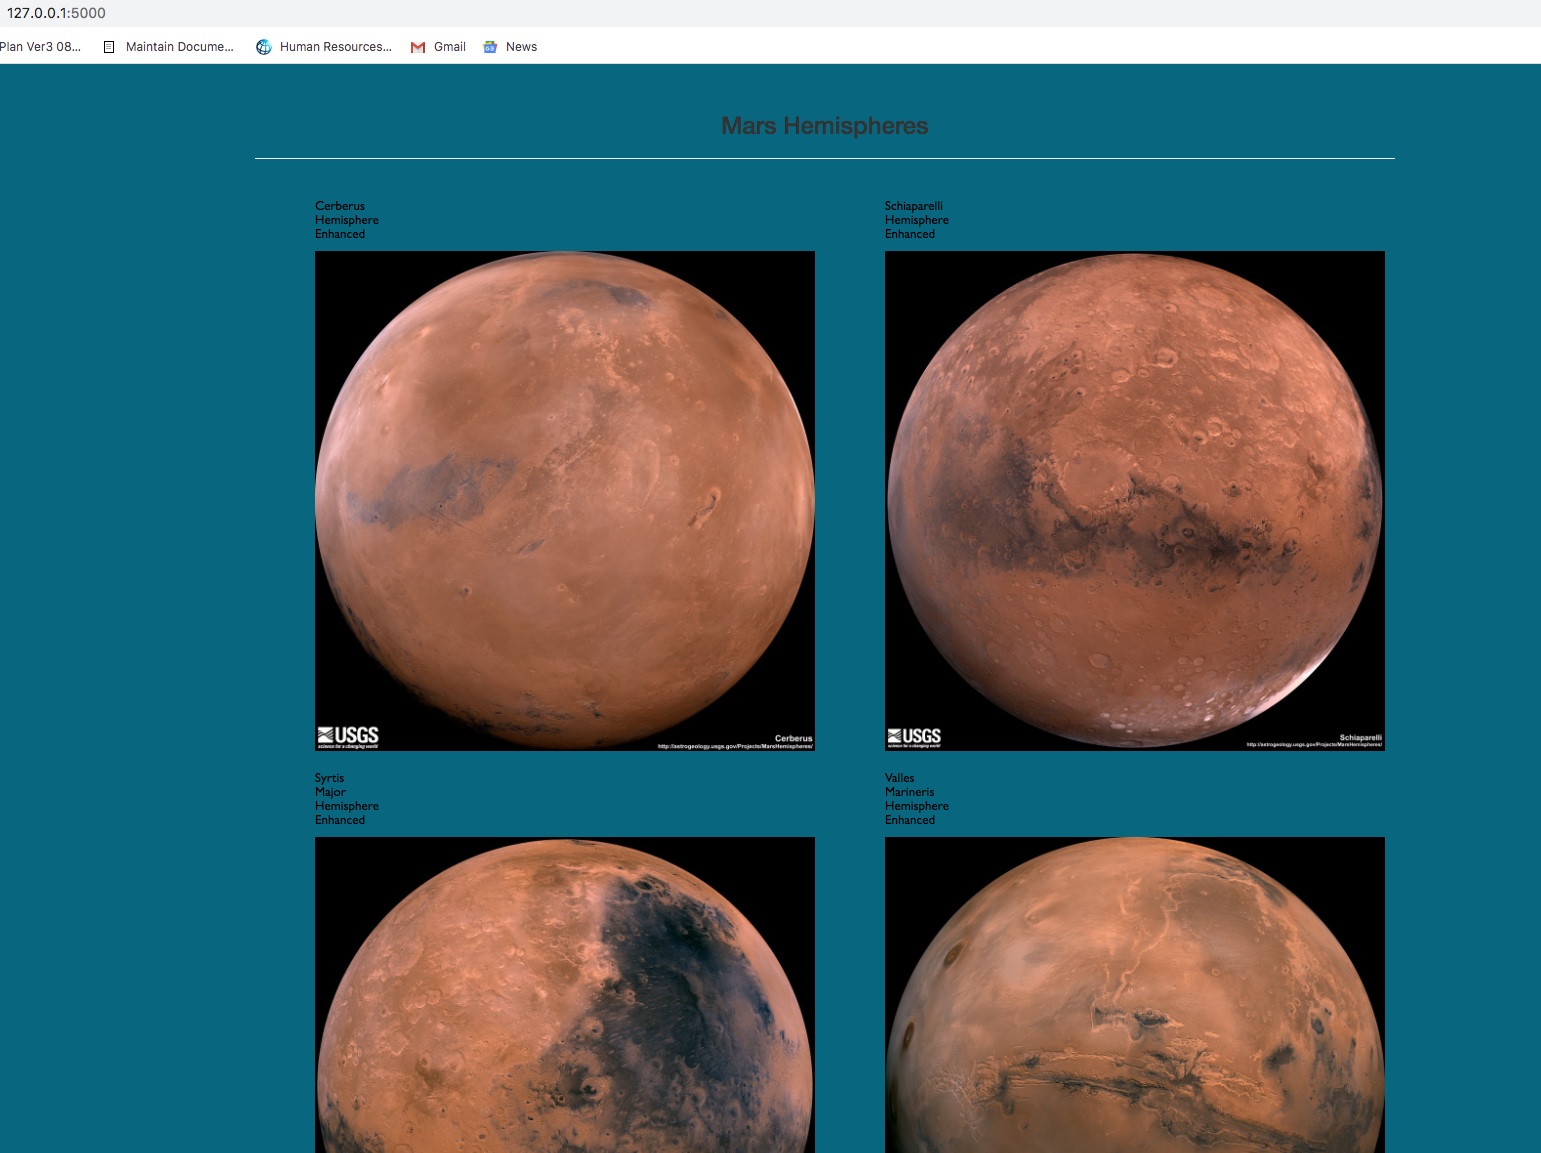 127.0.0.1:5000
Plan Ver3 08...
Maintain Docume...
Human Resources...
Gmail
News
Mars Hemispheres
Cerberus
Hemisphere
Enhanced
Schiaparelli
Hemisphere
Enhanced
USGS
science for a changing world
Cerberus
http://astrogeology.usgs.gov/Projects/MarsHemispheres/
USGS
science for a changing world
Schiaparelli
http://astrogeology.usgs.gov/Projects/MarsHemispheres/
Syrtis
Major
Hemisphere
Enhanced
Valles
Marineris
Hemisphere
Enhanced